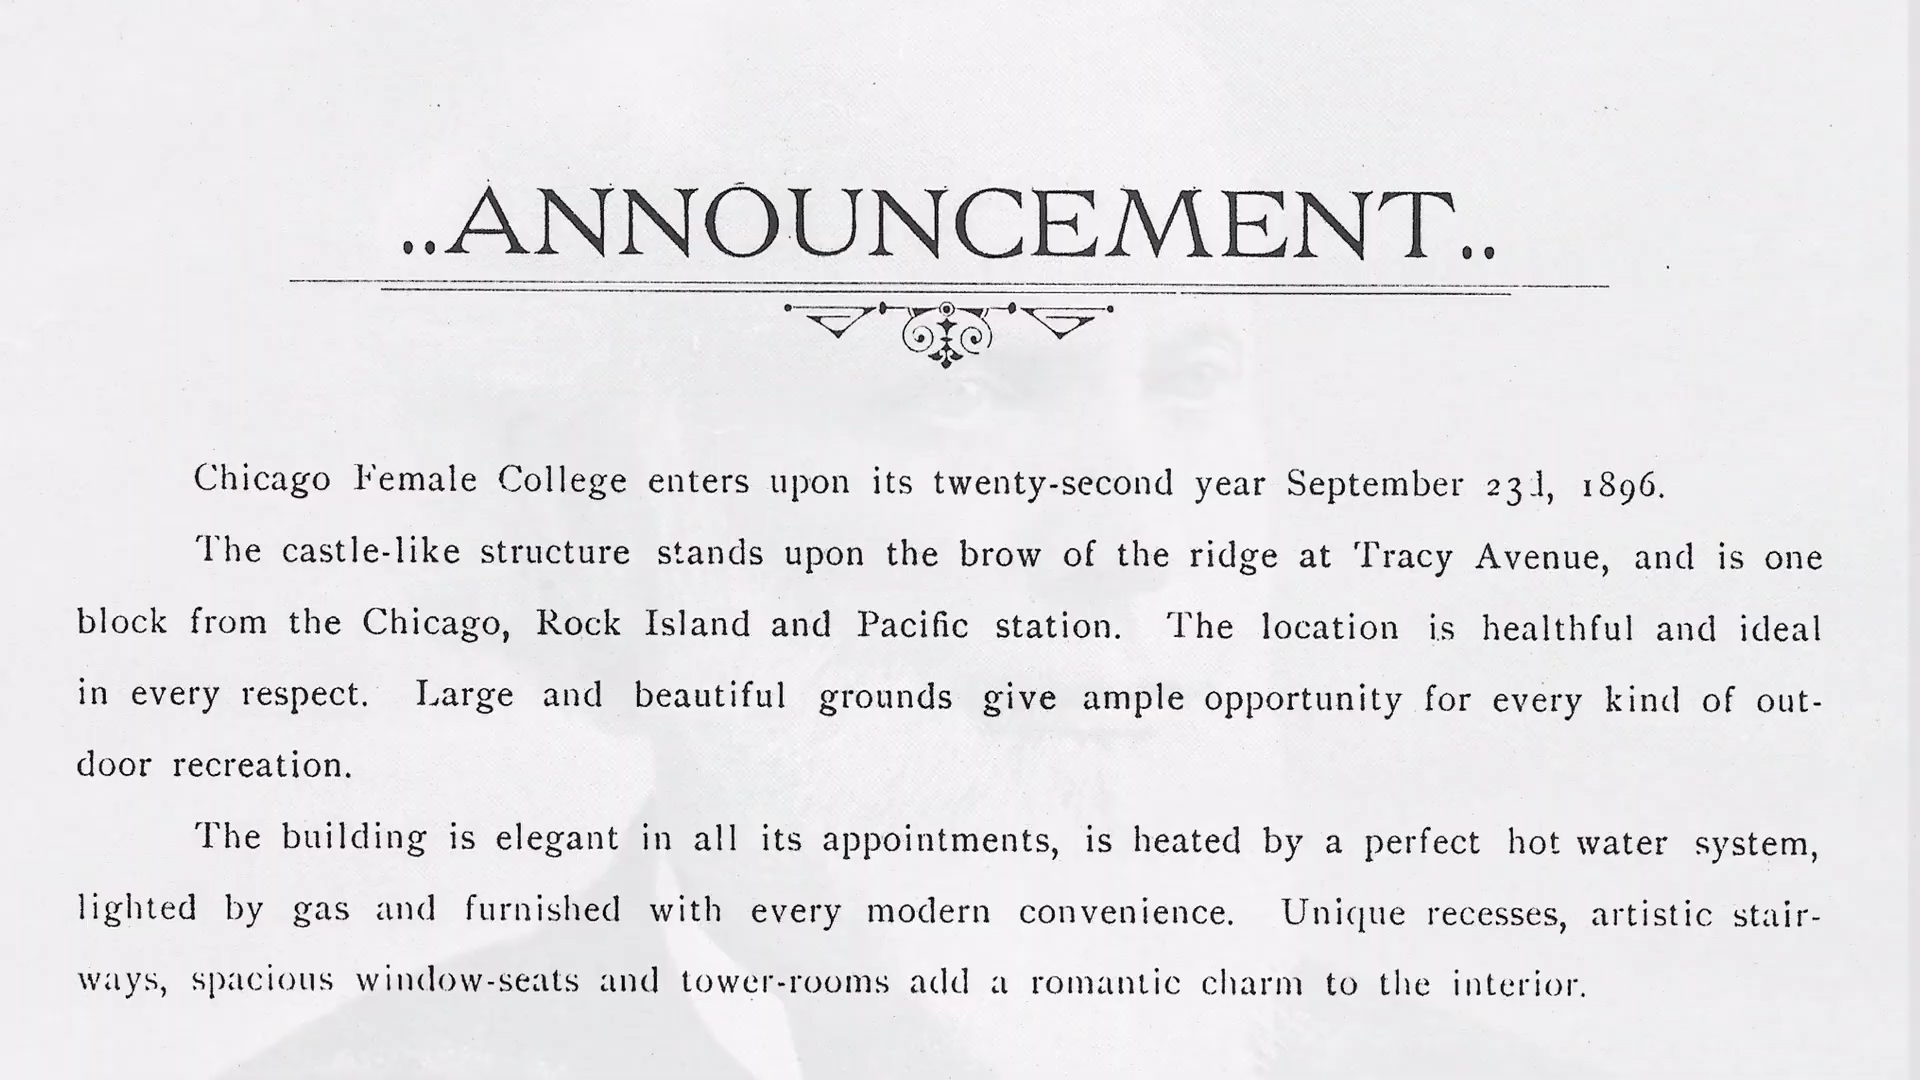 ..ANNOUNCEMENT..
Chicago Female College enters upon its twenty-second year September 23d, 1896.
The castle-like structure stands upon the brow of the ridge at Tracy Avenue, and is one
block from the Chicago, Rock Island and Pacific station. The location is healthful and ideal
in every respect. Large and beautiful grounds give ample opportunity for every kind of out-
door recreation.
The building is elegant in all its appointments, is heated by a perfect hot water system,
lighted by gas and furnished with every modern convenience. Unique recesses, artistic stair-
ways, spacious window-seats and tower-rooms add a romantic charm to the interior.